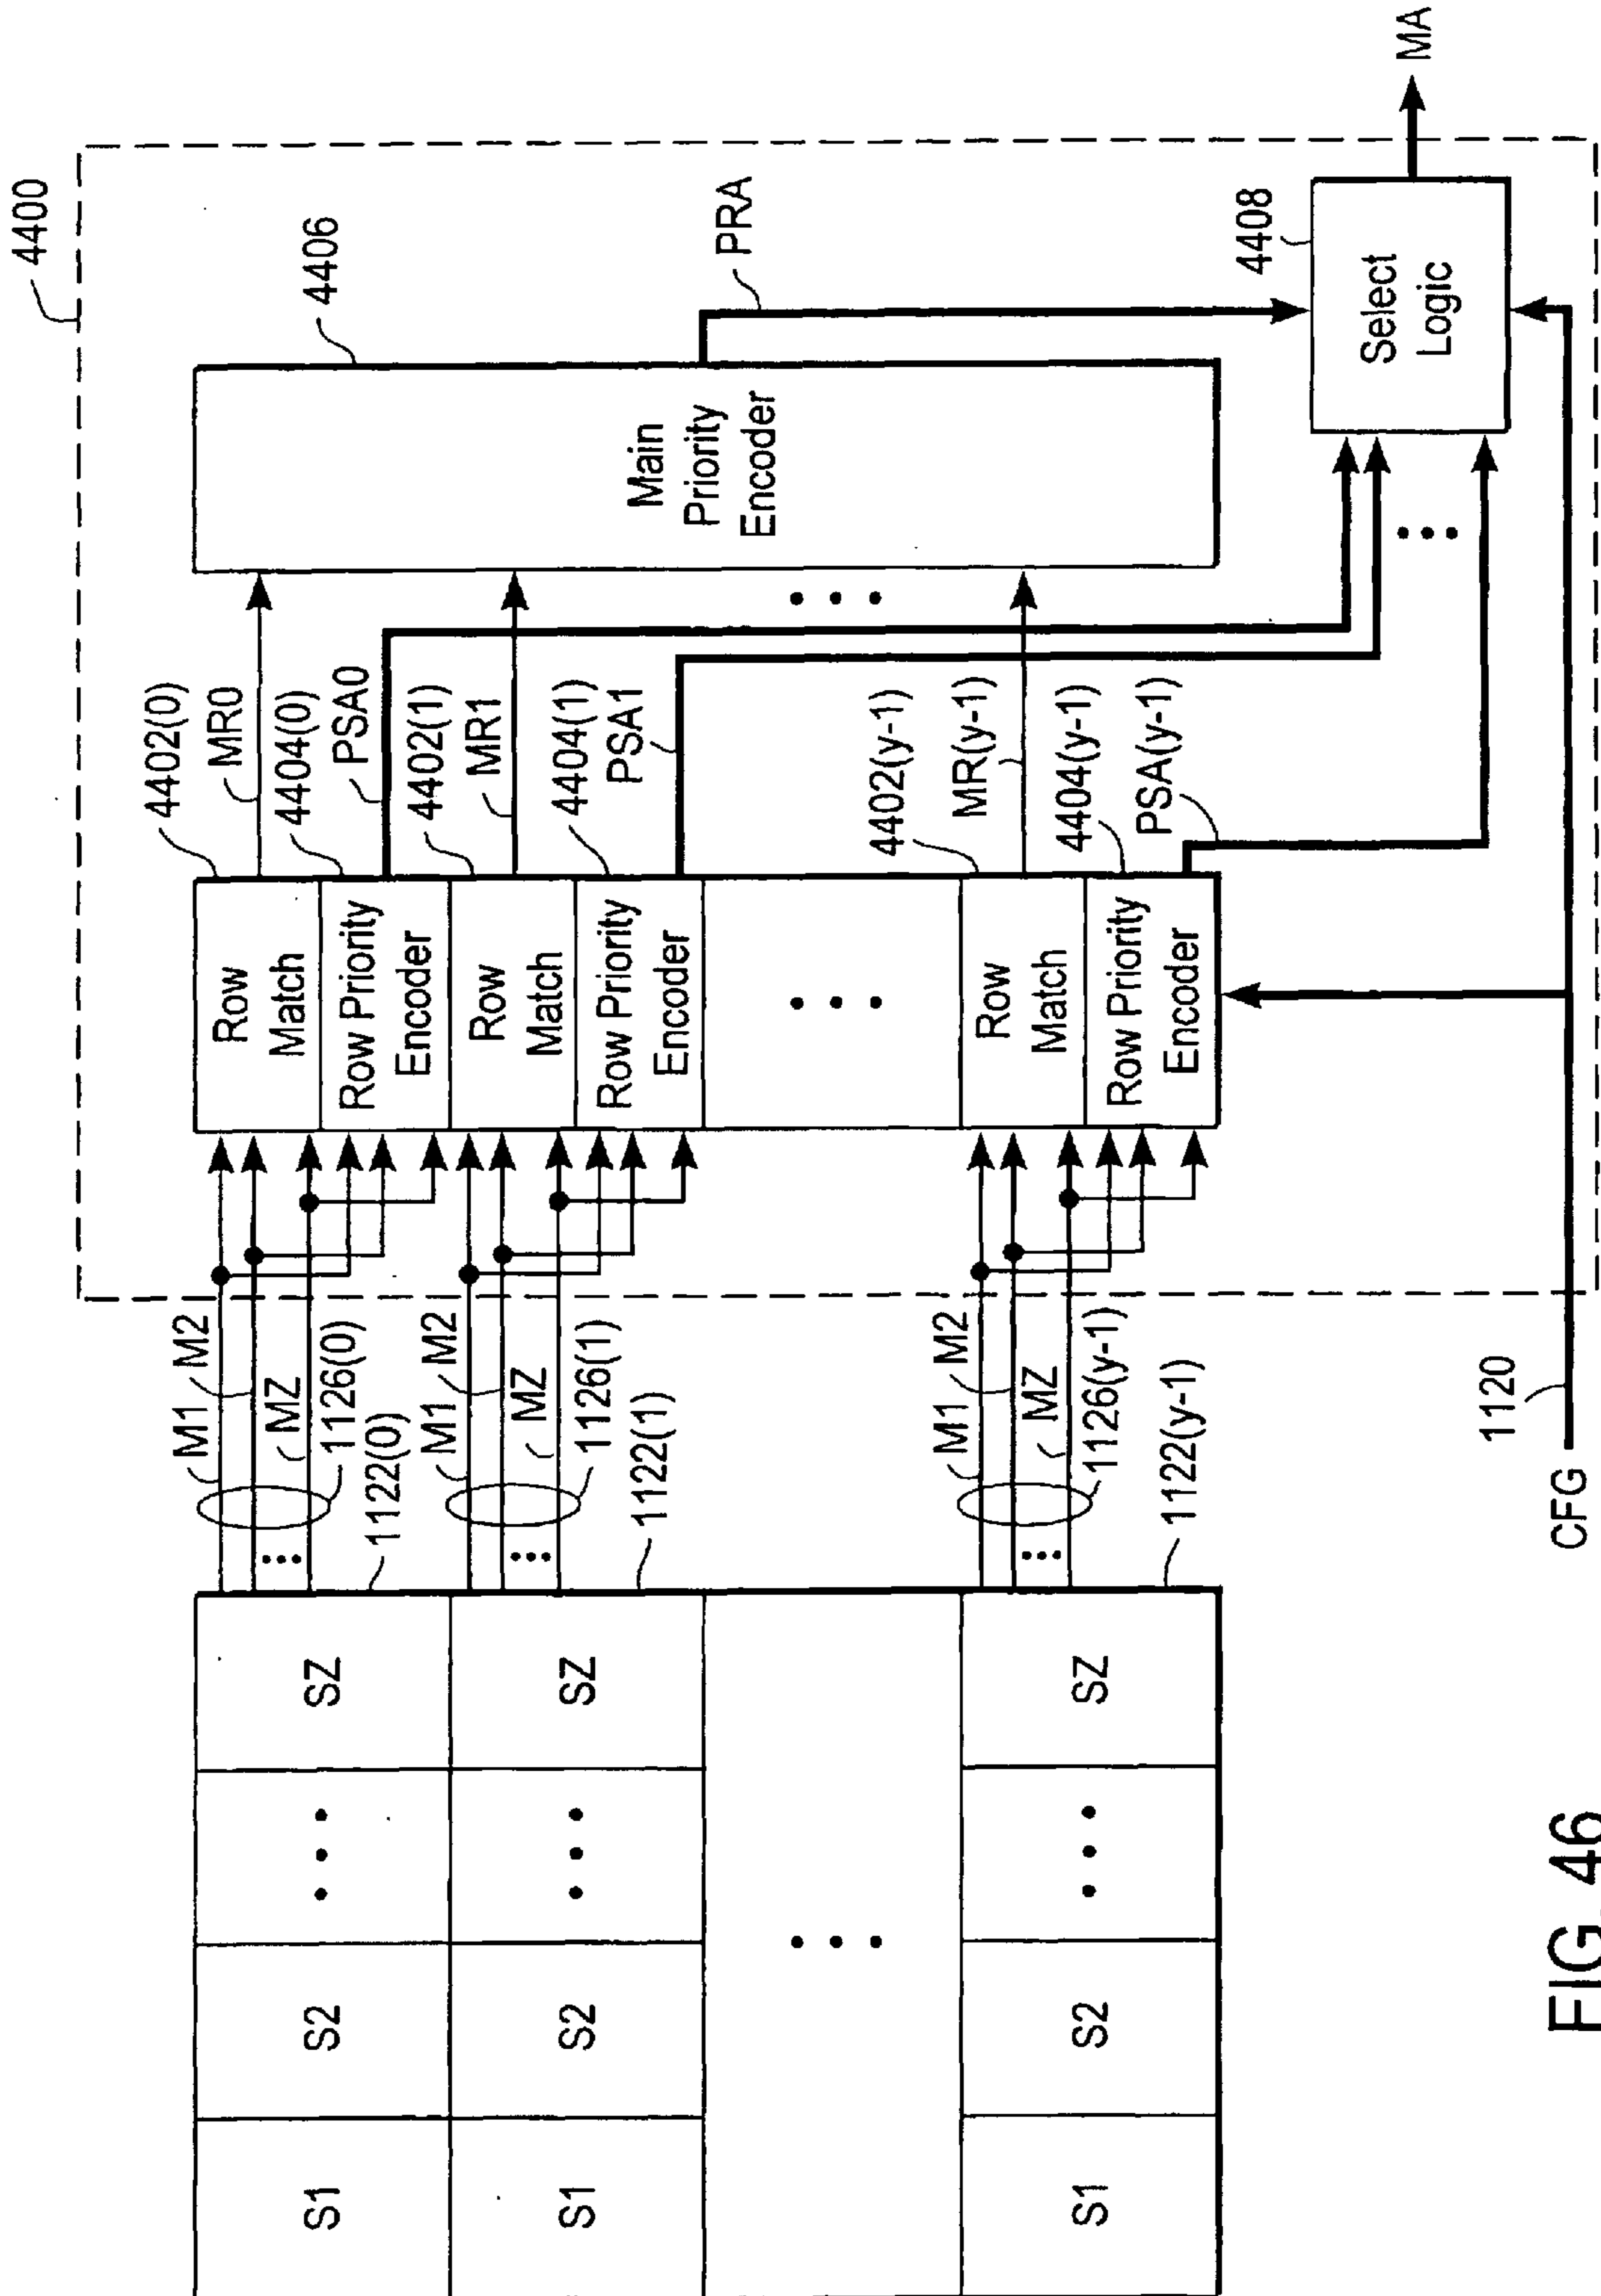 4400
4402(0)
MR0
4404(0)
PSA0
4402(1)
MR1
4404(1)
PSA1
4402(y-1)
MR(y-1)
4404(y-1)
PSA(y-1)
4406
PRA
4408
MA
S1
S2
SZ
M1
M2
MZ
1126(0)
1122(0)
Row
Match
Row Priority
Encoder
Main
Priority
Encoder
S1
S2
SZ
M1
M2
MZ
1126(1)
1122(1)
Row
Match
Row Priority
Encoder
S1
S2
SZ
M1
M2
MZ
1126(y-1)
1122(y-1)
Row
Match
Row Priority
Encoder
Select
Logic
CFG
1120
FIG. 46